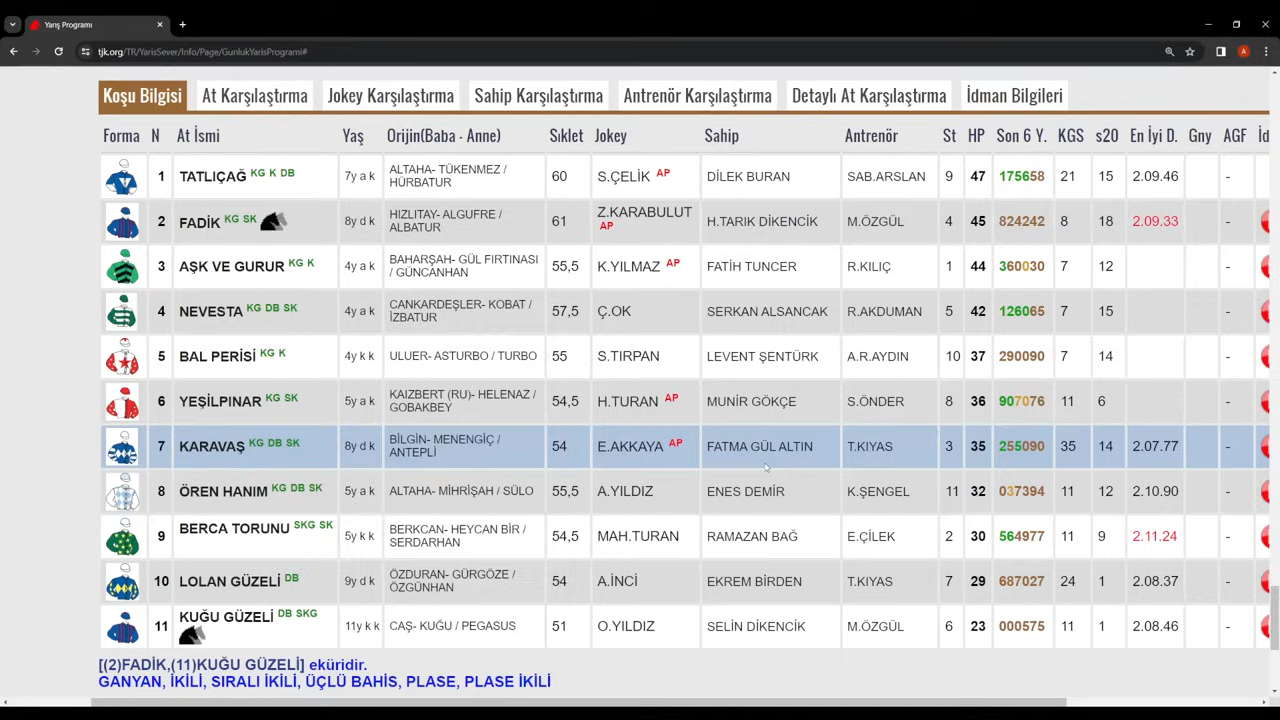 Yarış Programı
tjk.org/TR/YarisSever/Info/Page/GunlukYarisProgrami#
Koşu Bilgisi At Karşılaştırma Jokey Karşılaştırma Sahip Karşılaştırma Antrenör Karşılaştırma Detaylı At Karşılaştırma İdman Bilgileri
Forma N At İsmi Yaş Orijin(Baba - Anne) Sıklet Jokey Sahip Antrenör St HP Son 6 Y. KGS s20 En İyi D. Gny AGF
1 TATLIÇAĞ KG K DB 7y a k ALTAHA- TÜKENMEZ / HÜRBATUR 60 S.ÇELİK AP DİLEK BURAN SAB.ARSLAN 9 47 175658 21 15 2.09.46 -
2 FADİK KG SK 8y d k HIZLITAY- ALGUFRE / ALBATUR 61 Z.KARABULUT AP H.TARIK DİKENCİK M.ÖZGÜL 4 45 824242 8 18 2.09.33 -
3 AŞK VE GURUR KG K 4y a k BAHARŞAH- GÜL FIRTINASI / GÜNCANHAN 55,5 K.YILMAZ AP FATİH TUNCER R.KILIÇ 1 44 360030 7 12 -
4 NEVESTA KG DB SK 4y a k CANKARDEŞLER- KOBAT / İZBATUR 57,5 Ç.OK SERKAN ALSANCAK R.AKDUMAN 5 42 126065 7 15 -
5 BAL PERİSİ KG K 4y k k ULUER- ASTURBO / TURBO 55 S.TIRPAN LEVENT ŞENTÜRK A.R.AYDIN 10 37 290090 7 14 -
6 YEŞİLPINAR KG SK 5y a k KAIZBERT (RU)- HELENAZ / GOBAKBEY 54,5 H.TURAN AP MUNİR GÖKÇE S.ÖNDER 8 36 907076 11 6 -
7 KARAVAŞ KG DB SK 8y d k BİLGİN- MENENGİÇ / ANTEPLİ 54 E.AKKAYA AP FATMA GÜL ALTIN T.KIYAS 3 35 255090 35 14 2.07.77 -
8 ÖREN HANIM KG DB SK 5y a k ALTAHA- MİHRİŞAH / SÜLO 55,5 A.YILDIZ ENES DEMİR K.ŞENGEL 11 32 037394 11 12 2.10.90 -
9 BERCA TORUNU SKG SK 5y k k BERKCAN- HEYCAN BİR / SERDARHAN 54,5 MAH.TURAN RAMAZAN BAĞ E.ÇİLEK 2 30 564977 11 9 2.11.24 -
10 LOLAN GÜZELİ DB 9y d k ÖZDURAN- GÜRGÖZE / ÖZGÜNHAN 54 A.İNCİ EKREM BİRDEN T.KIYAS 7 29 687027 24 1 2.08.37 -
11 KUĞU GÜZELİ DB SKG 11y k k CAŞ- KUĞU / PEGASUS 51 O.YILDIZ SELİN DİKENCİK M.ÖZGÜL 6 23 000575 11 1 2.08.46 -
[(2)FADİK,(11)KUĞU GÜZELİ] eküridir.
GANYAN, İKİLİ, SIRALI İKİLİ, ÜÇLÜ BAHİS, PLASE, PLASE İKİLİ